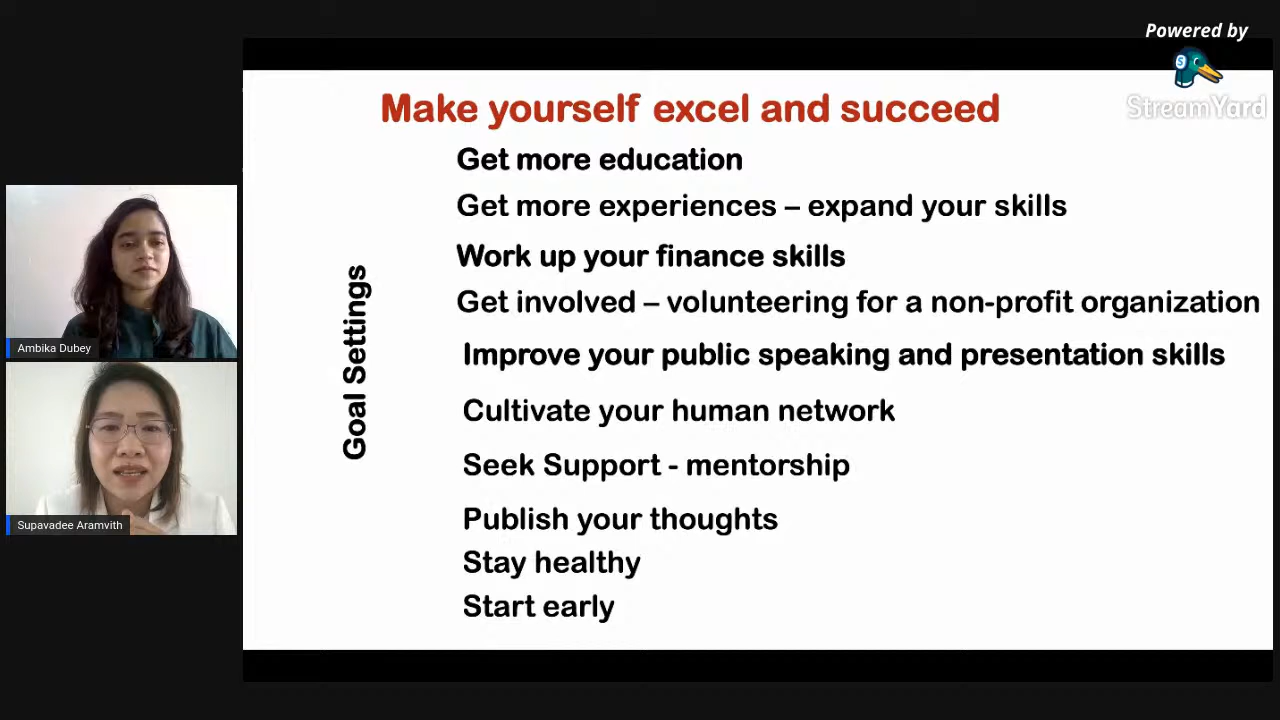 Powered by
StreamYard
Make yourself excel and succeed
Goal Settings
Get more education
Get more experiences – expand your skills
Work up your finance skills
Get involved – volunteering for a non-profit organization
Improve your public speaking and presentation skills
Cultivate your human network
Seek Support - mentorship
Publish your thoughts
Stay healthy
Start early
Ambika Dubey
Supavadee Aramvith